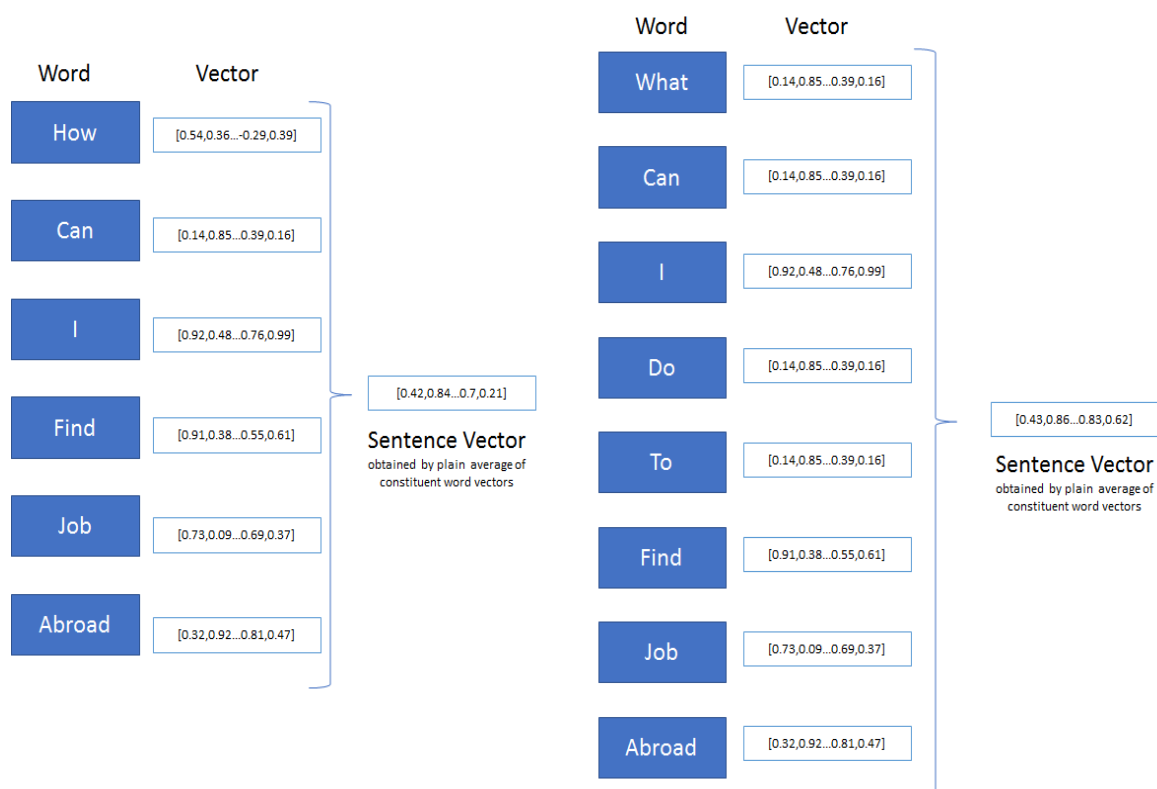 Word Vector
How [0.54,0.36...-0.29,0.39]
Can [0.14,0.85...0.39,0.16]
I [0.92,0.48...0.76,0.99]
Find [0.91,0.38...0.55,0.61]
Job [0.73,0.09...0.69,0.37]
Abroad [0.32,0.92...0.81,0.47]
[0.42,0.84...0.7,0.21]
Sentence Vector
obtained by plain average of
constituent word vectors
Word Vector
What [0.14,0.85...0.39,0.16]
Can [0.14,0.85...0.39,0.16]
I [0.92,0.48...0.76,0.99]
Do [0.14,0.85...0.39,0.16]
To [0.14,0.85...0.39,0.16]
Find [0.91,0.38...0.55,0.61]
Job [0.73,0.09...0.69,0.37]
Abroad [0.32,0.92...0.81,0.47]
[0.43,0.86...0.83,0.62]
Sentence Vector
obtained by plain average of
constituent word vectors